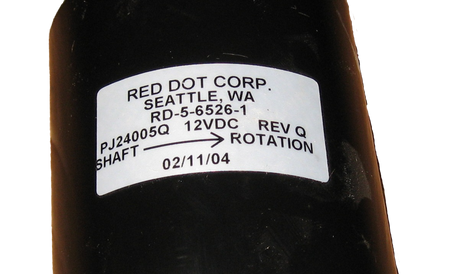 RED DOT CORP.
SEATTLE, WA
RD-5-6526-1
PJ24005Q 12VDC REV Q
SHAFT → ROTATION
02/11/04